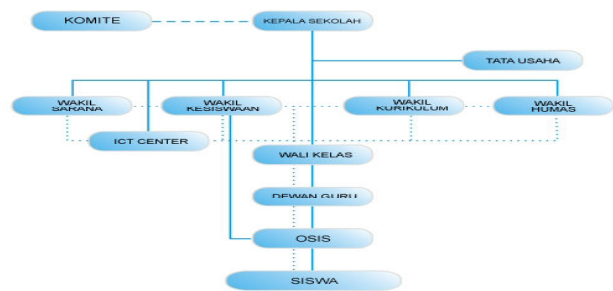 KOMITE
KEPALA SEKOLAH
TATA USAHA
WAKIL
SARANA
WAKIL
KESISWAAN
WAKIL
KURIKULUM
WAKIL
HUMAS
ICT CENTER
WALI KELAS
DEWAN GURU
OSIS
SISWA